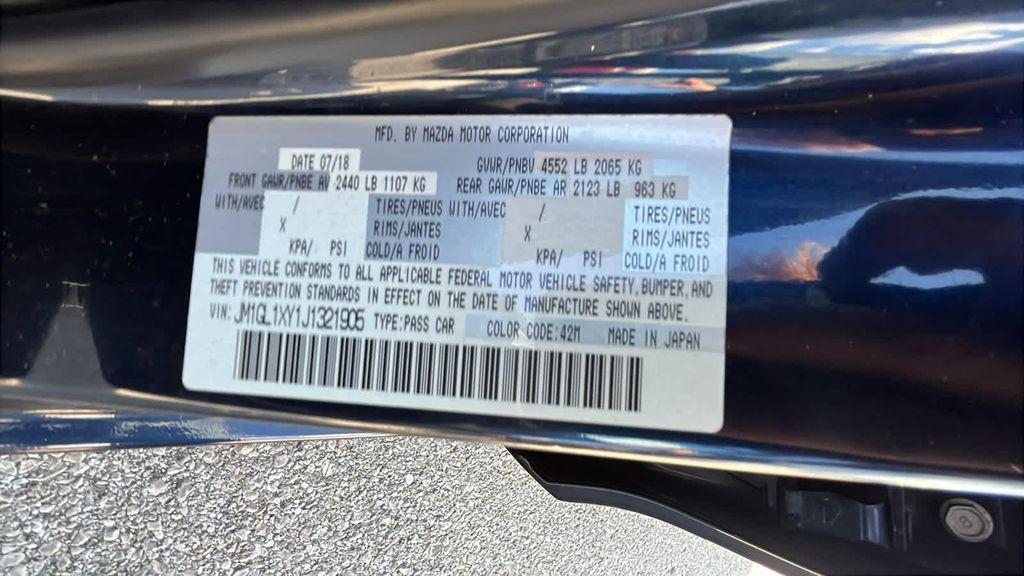 MFD. BY MAZDA MOTOR CORPORATION
DATE 07/18 GVWR/PNBV 4552 LB 2065 KG
FRONT GAWR/PNBE AV 2440 LB 1107 KG REAR GAWR/PNBE AR 2123 LB 963 KG
WITH/AVEC / TIRES/PNEUS WITH/AVEC / TIRES/PNEUS
X RIMS/JANTES X RIMS/JANTES
KPA/ PSI COLD/A FROID KPA/ PSI COLD/A FROID
THIS VEHICLE CONFORMS TO ALL APPLICABLE FEDERAL MOTOR VEHICLE SAFETY, BUMPER, AND
THEFT PREVENTION STANDARDS IN EFFECT ON THE DATE OF MANUFACTURE SHOWN ABOVE.
VIN: JM1GL1XY1J1321905 TYPE:PASS CAR COLOR CODE:42M MADE IN JAPAN
8